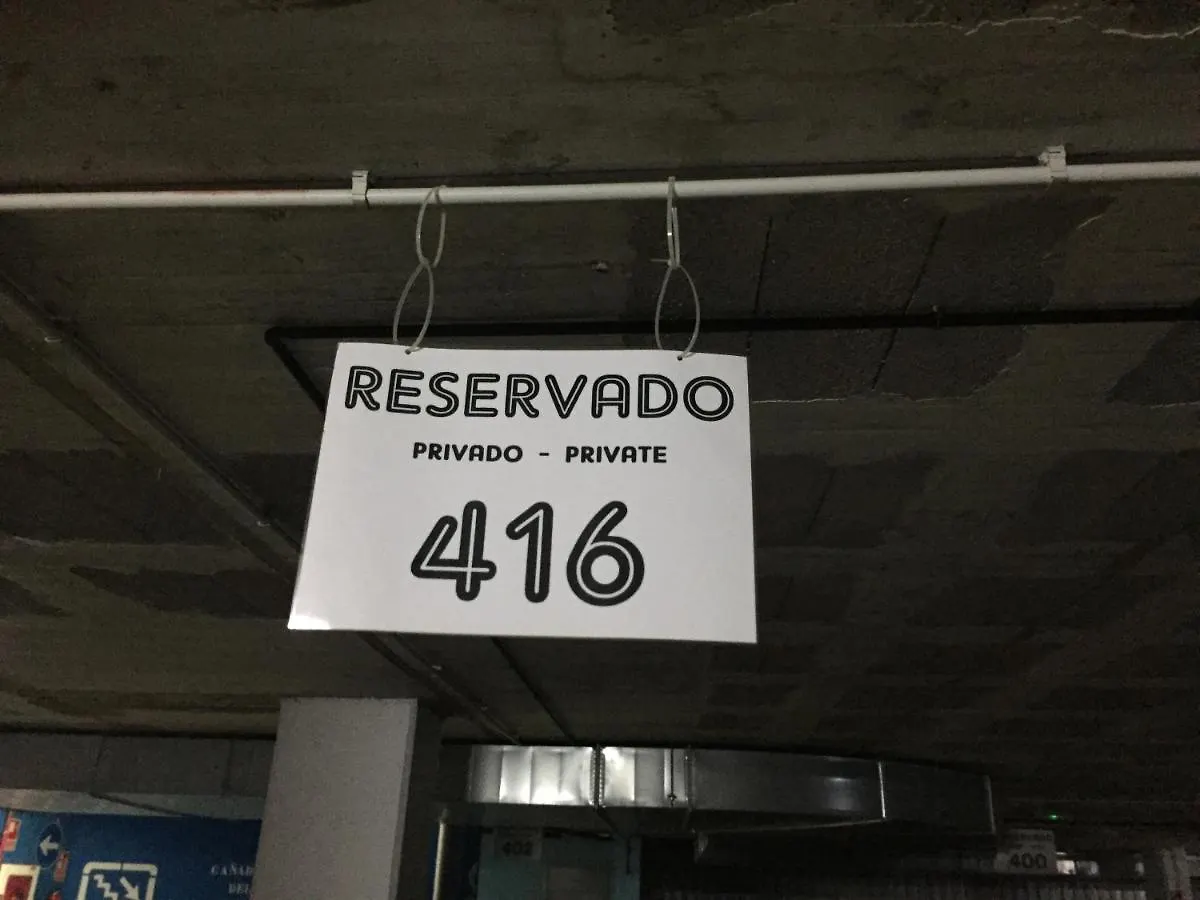 RESERVADO
PRIVADO - PRIVATE
416
402
400